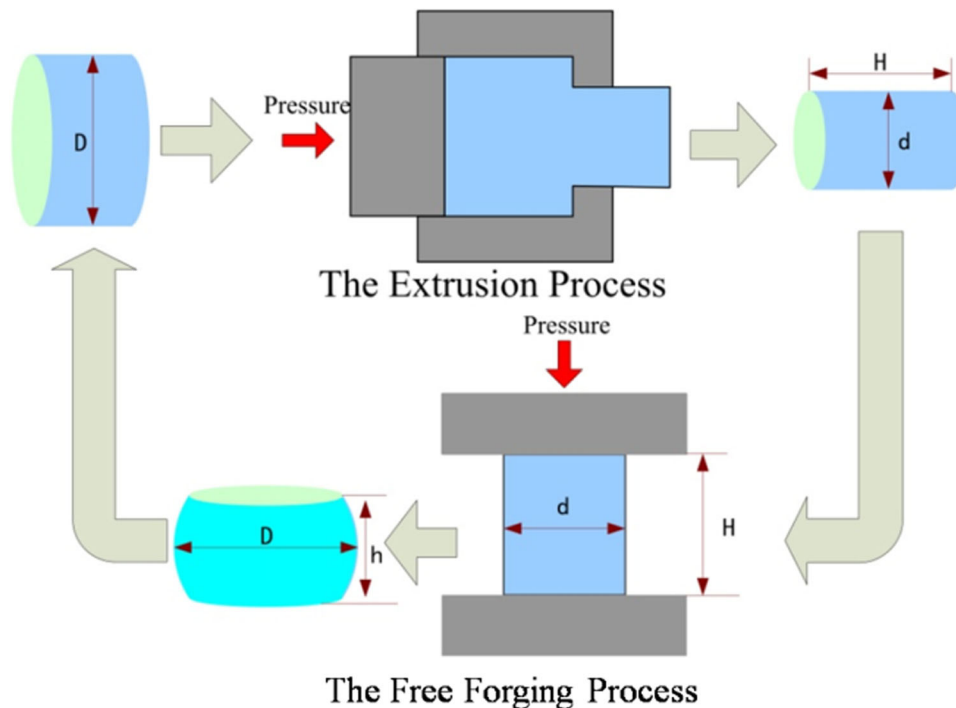 D
Pressure
H
d
The Extrusion Process
Pressure
d
H
D
h
The Free Forging Process